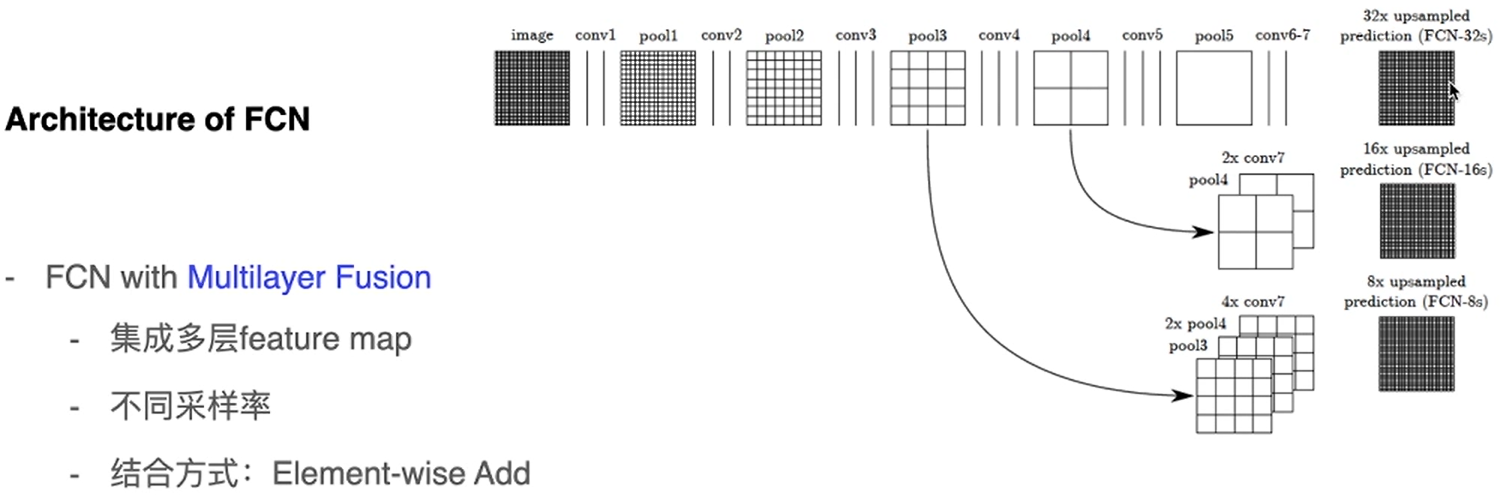 Architecture of FCN
- FCN with Multilayer Fusion
- 集成多层feature map
- 不同采样率
- 结合方式：Element-wise Add
image conv1 pool1 conv2 pool2 conv3 pool3 conv4 pool4 conv5 pool5 conv6-7
32x upsampled
prediction (FCN-32s)
2x conv7
pool4
16x upsampled
prediction (FCN-16s)
4x conv7
2x pool4
pool3
8x upsampled
prediction (FCN-8s)